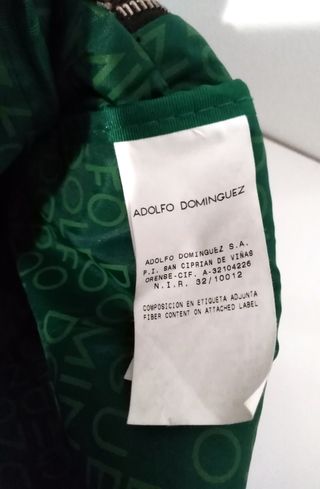 ADOLFO DOMINGUEZ
ADOLFO DOMINGUEZ S.A.
P.I. SAN CIPRIAN DE VIÑAS
ORENSE-CIF. A-32104226
N.I.R. 32/10012
COMPOSICION EN ETIQUETA ADJUNTA
FIBER CONTENT ON ATTACHED LABEL